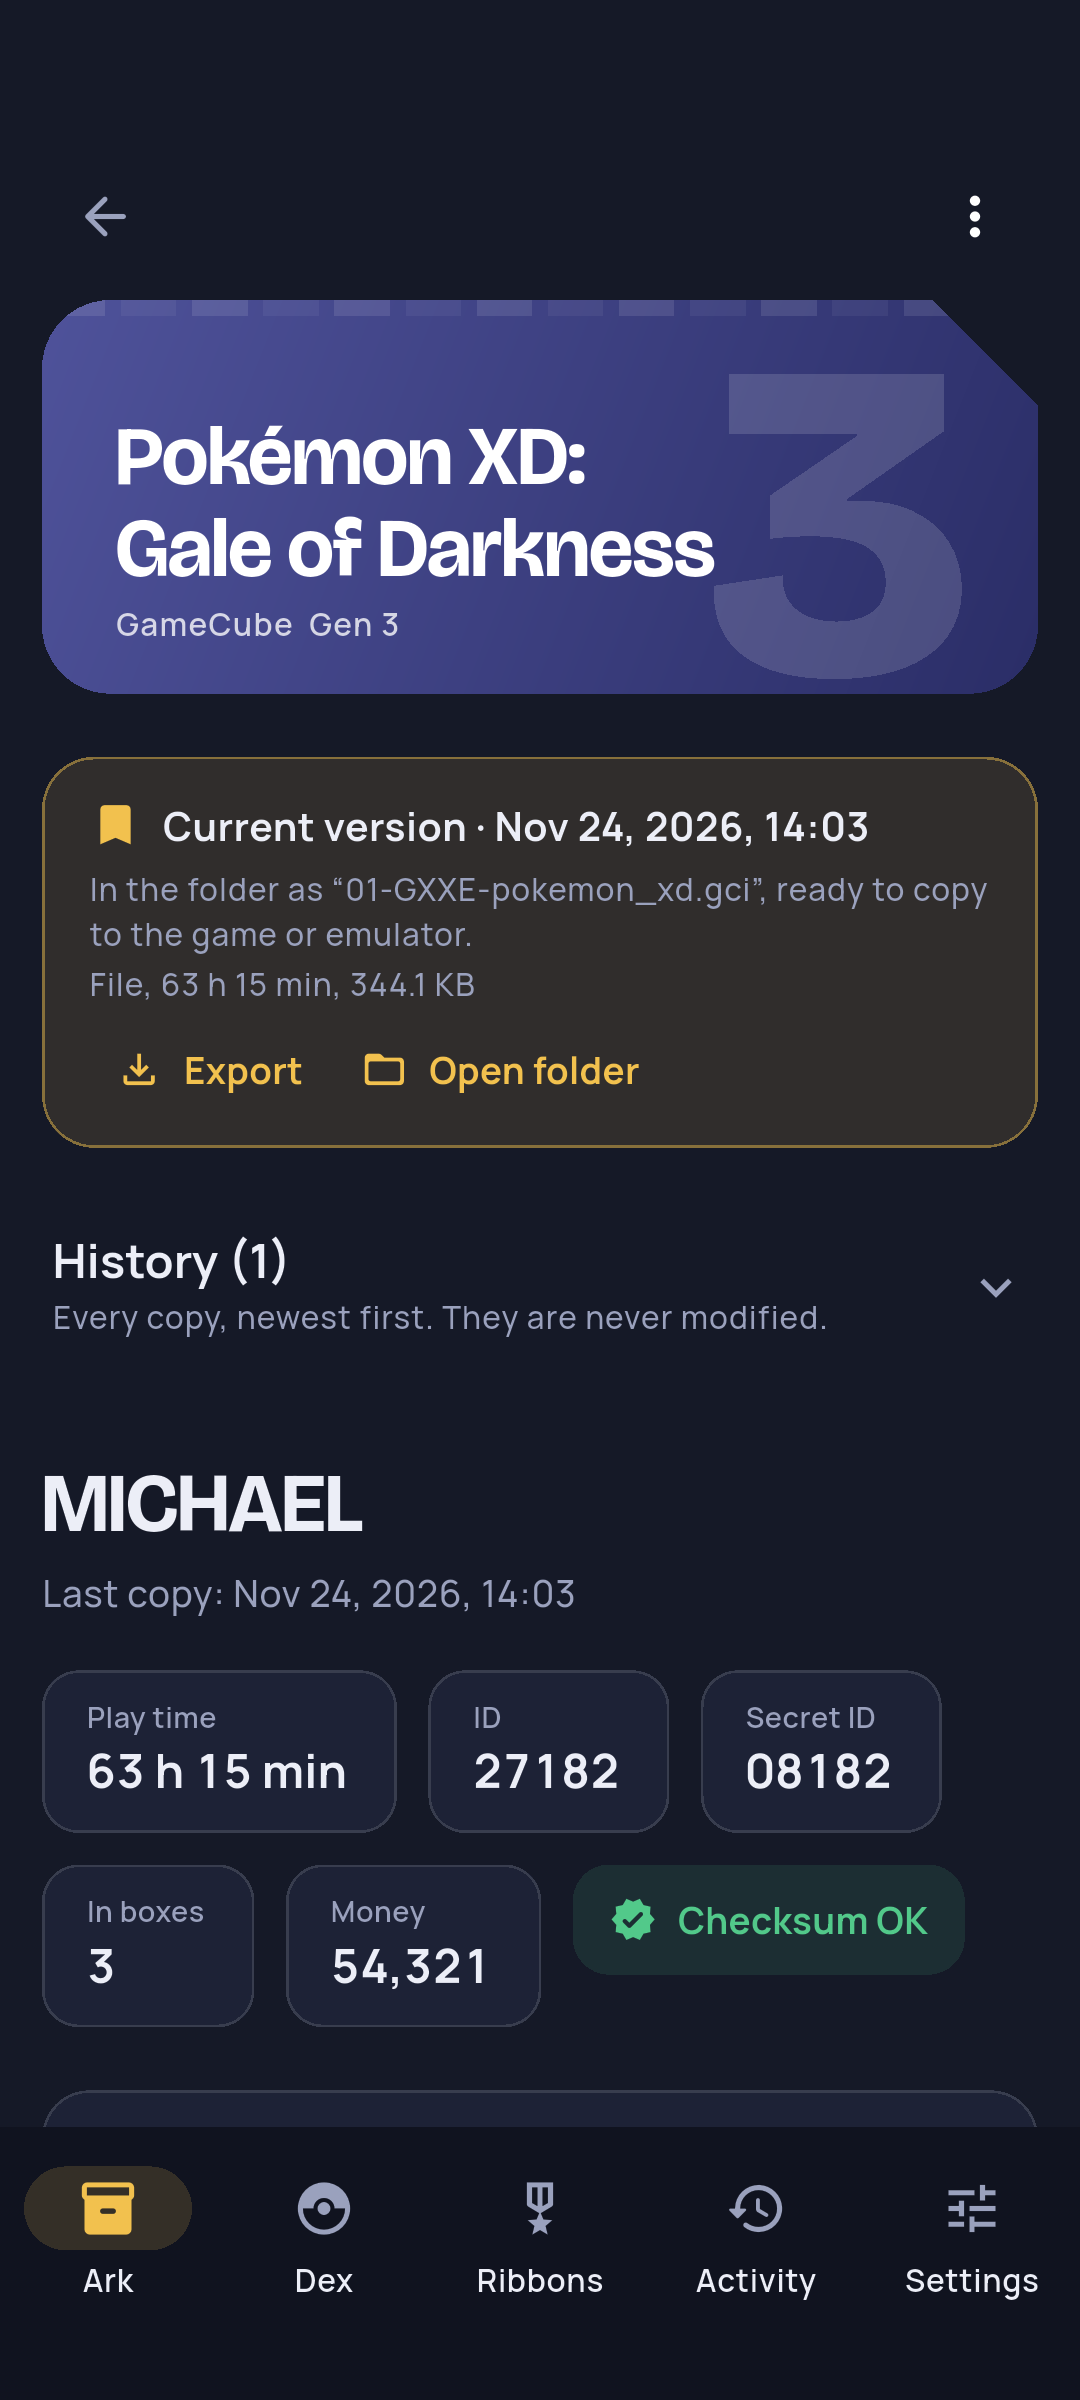 3
Pokémon XD:
Gale of Darkness
GameCube Gen 3
Current version · Nov 24, 2026, 14:03
In the folder as “01-GXXE-pokemon_xd.gci”, ready to copy
to the game or emulator.
File, 63 h 15 min, 344.1 KB
Export Open folder
History (1)
Every copy, newest first. They are never modified.
MICHAEL
Last copy: Nov 24, 2026, 14:03
Play time ID Secret ID
63 h 15 min 27182 08182
In boxes Money
3 54,321 Checksum OK
Ark Dex Ribbons Activity Settings